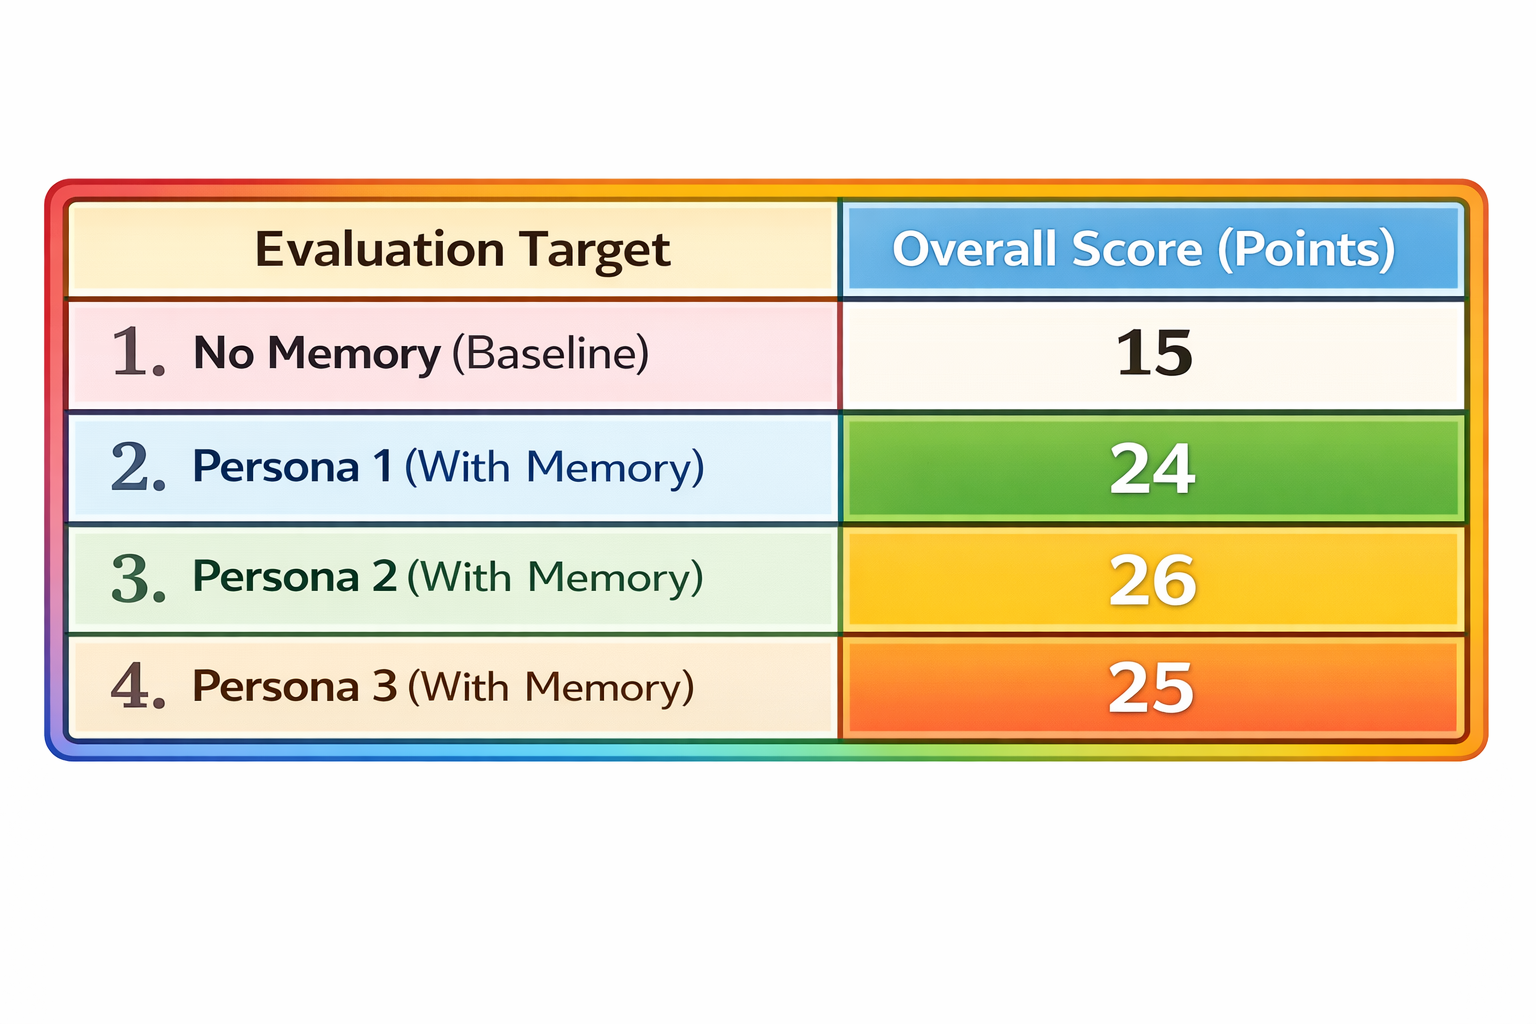 Evaluation Target Overall Score (Points)
1. No Memory (Baseline) 15
2. Persona 1 (With Memory) 24
3. Persona 2 (With Memory) 26
4. Persona 3 (With Memory) 25